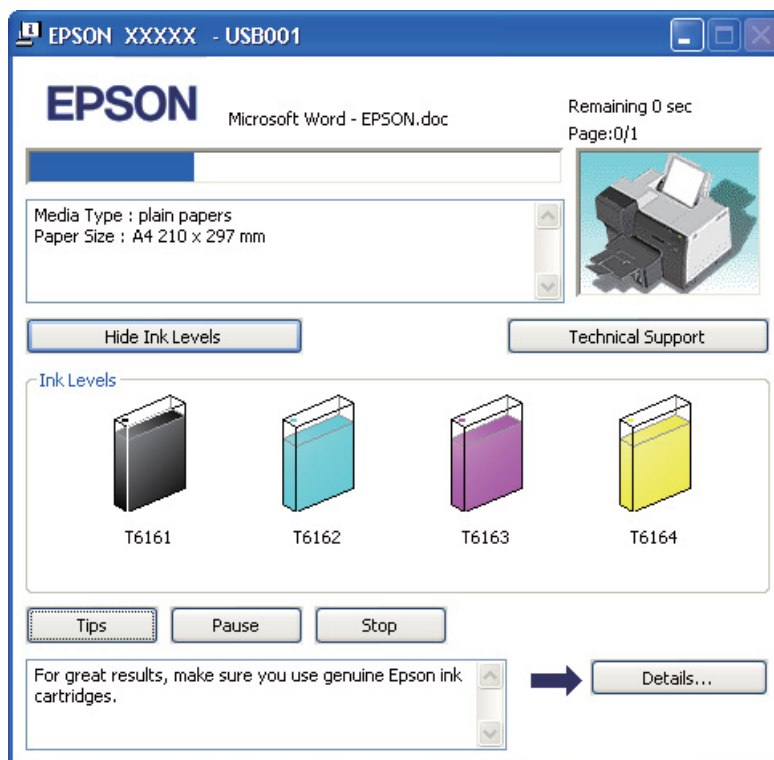 EPSON XXXXX - USB001
EPSON
Microsoft Word - EPSON.doc
Remaining 0 sec
Page:0/1
Media Type : plain papers
Paper Size : A4 210 x 297 mm
Hide Ink Levels
Technical Support
Ink Levels
T6161
T6162
T6163
T6164
Tips
Pause
Stop
For great results, make sure you use genuine Epson ink
cartridges.
Details...